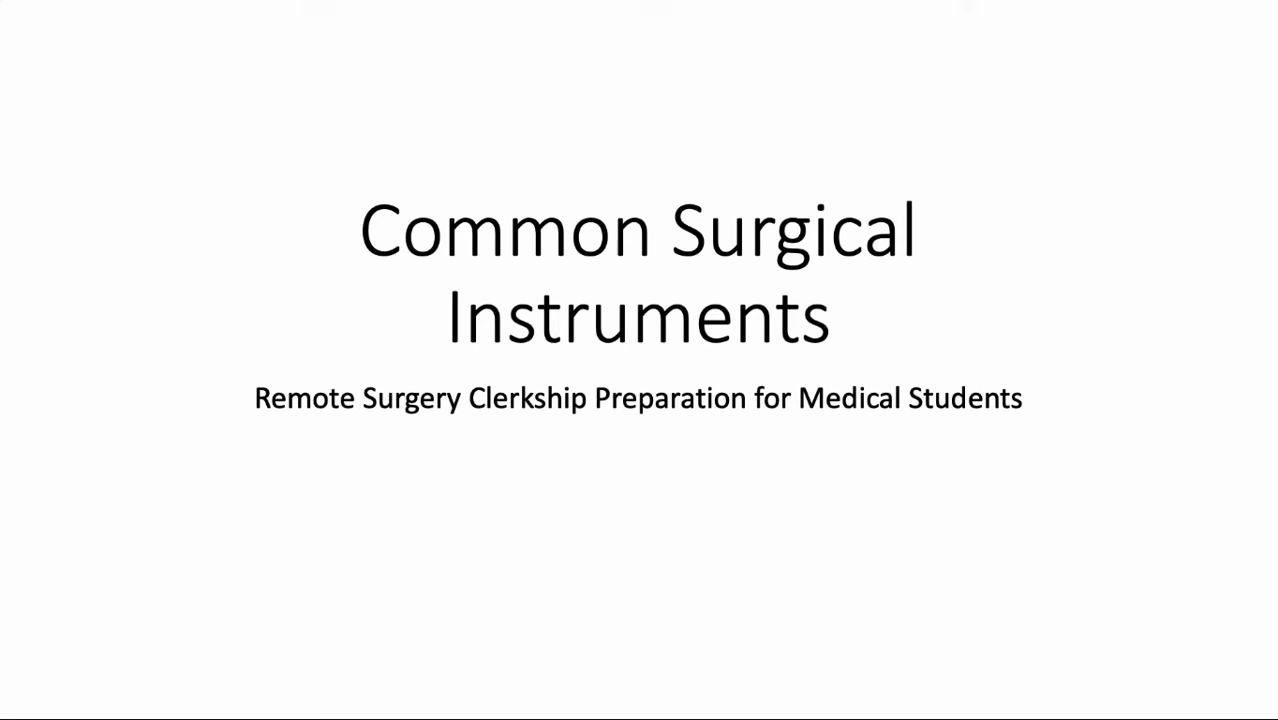 Common Surgical
Instruments
Remote Surgery Clerkship Preparation for Medical Students